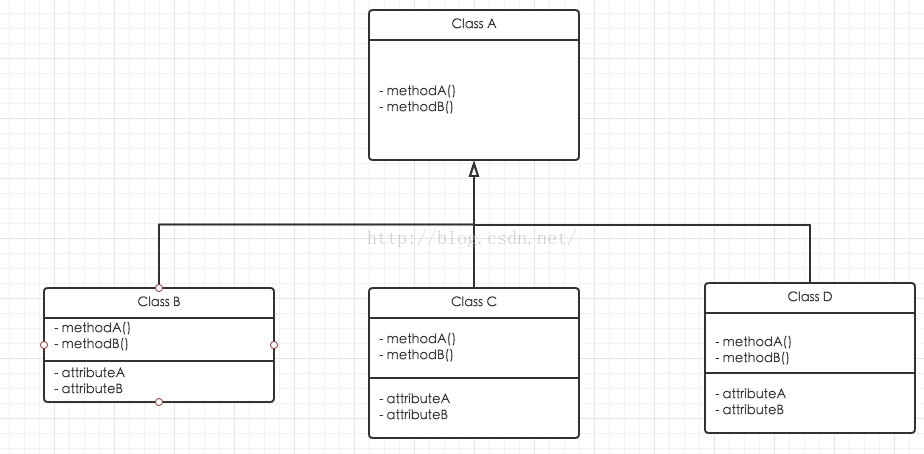 Class A
- methodA()
- methodB()
http://blog.csdn.net/
Class B
- methodA()
- methodB()
- attributeA
- attributeB
Class C
- methodA()
- methodB()
- attributeA
- attributeB
Class D
- methodA()
- methodB()
- attributeA
- attributeB